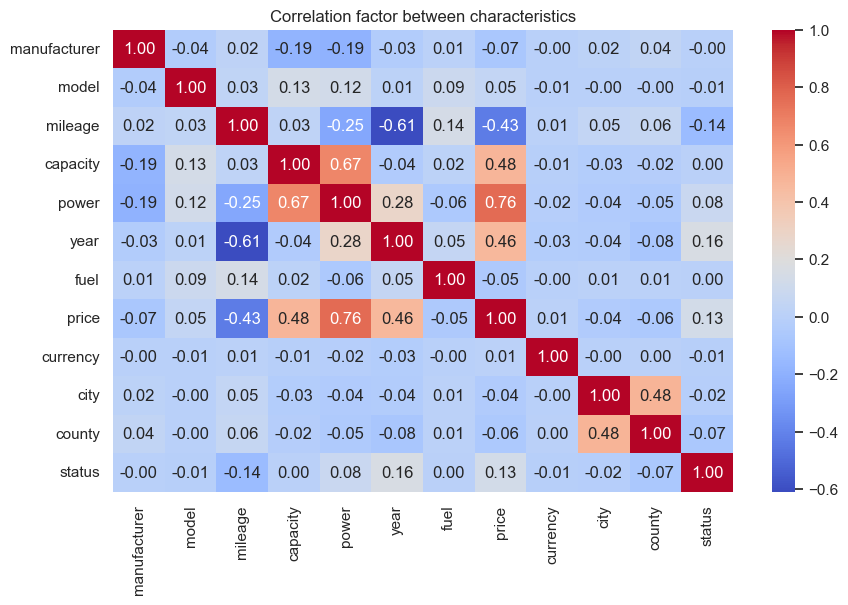 Correlation factor between characteristics
manufacturer 1.00 -0.04 0.02 -0.19 -0.19 -0.03 0.01 -0.07 -0.00 0.02 0.04 -0.00
model -0.04 1.00 0.03 0.13 0.12 0.01 0.09 0.05 -0.01 -0.00 -0.00 -0.01
mileage 0.02 0.03 1.00 0.03 -0.25 -0.61 0.14 -0.43 0.01 0.05 0.06 -0.14
capacity -0.19 0.13 0.03 1.00 0.67 -0.04 0.02 0.48 -0.01 -0.03 -0.02 0.00
power -0.19 0.12 -0.25 0.67 1.00 0.28 -0.06 0.76 -0.02 -0.04 -0.05 0.08
year -0.03 0.01 -0.61 -0.04 0.28 1.00 0.05 0.46 -0.03 -0.04 -0.08 0.16
fuel 0.01 0.09 0.14 0.02 -0.06 0.05 1.00 -0.05 -0.00 0.01 0.01 0.00
price -0.07 0.05 -0.43 0.48 0.76 0.46 -0.05 1.00 0.01 -0.04 -0.06 0.13
currency -0.00 -0.01 0.01 -0.01 -0.02 -0.03 -0.00 0.01 1.00 -0.00 0.00 -0.01
city 0.02 -0.00 0.05 -0.03 -0.04 -0.04 0.01 -0.04 -0.00 1.00 0.48 -0.02
county 0.04 -0.00 0.06 -0.02 -0.05 -0.08 0.01 -0.06 0.00 0.48 1.00 -0.07
status -0.00 -0.01 -0.14 0.00 0.08 0.16 0.00 0.13 -0.01 -0.02 -0.07 1.00
manufacturer
model
mileage
capacity
power
year
fuel
price
currency
city
county
status
1.0
0.8
0.6
0.4
0.2
0.0
−0.2
−0.4
−0.6